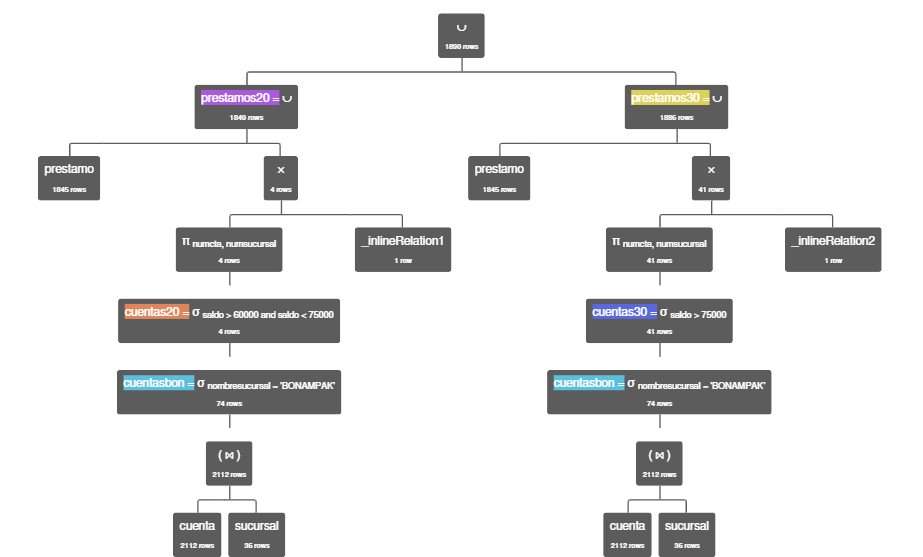 ∪
1890 rows
prestamos20 = ∪
1849 rows
prestamos30 = ∪
1886 rows
prestamo
1845 rows
×
4 rows
prestamo
1845 rows
×
41 rows
π numcta, numsucursal
4 rows
_inlineRelation1
1 row
π numcta, numsucursal
41 rows
_inlineRelation2
1 row
cuentas20 = σ saldo > 60000 and saldo < 75000
4 rows
cuentas30 = σ saldo > 75000
41 rows
cuentasbon = σ nombresucursal = 'BONAMPAK'
74 rows
cuentasbon = σ nombresucursal = 'BONAMPAK'
74 rows
( ⋈ )
2112 rows
( ⋈ )
2112 rows
cuenta
2112 rows
sucursal
35 rows
cuenta
2112 rows
sucursal
35 rows